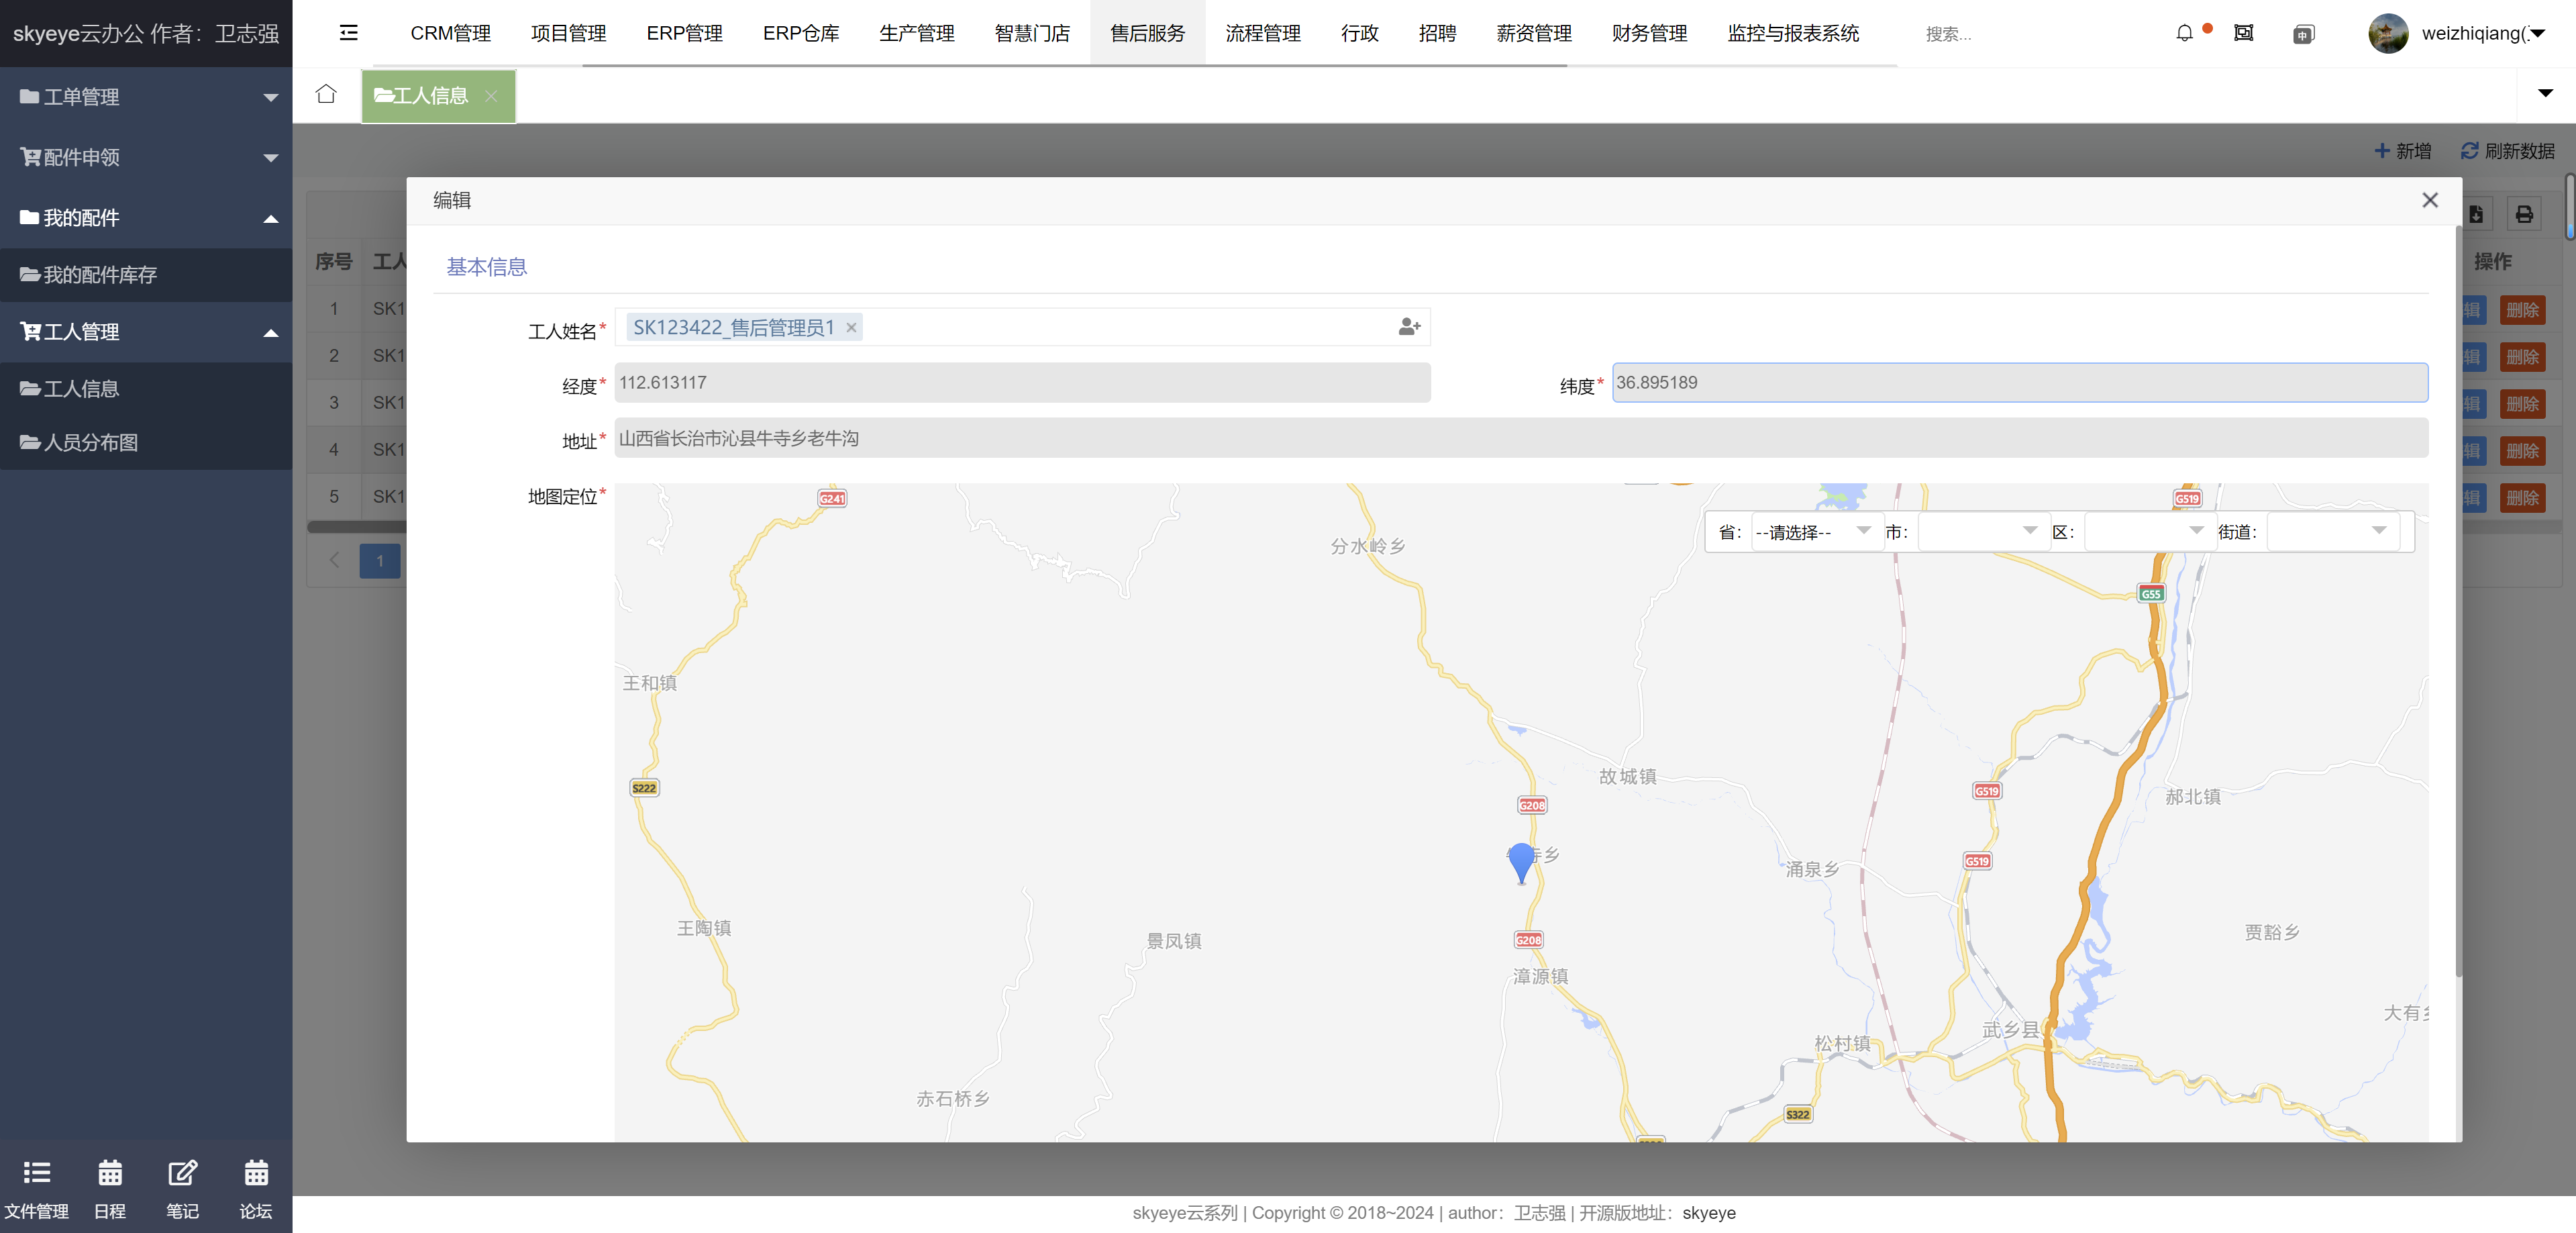 skyeye云办公 作者：卫志强
CRM管理 项目管理 ERP管理 ERP仓库 生产管理 智慧门店 售后服务 流程管理 行政 招聘 薪资管理 财务管理 监控与报表系统 搜索... 中 weizhiqiang(
工人信息
工单管理
配件申领
我的配件
我的配件库存
工人管理
工人信息
人员分布图
文件管理 日程 笔记 论坛
新增 刷新数据
序号 工人 操作
1 SK1 辑 删除
2 SK1 辑 删除
3 SK1 辑 删除
4 SK1 辑 删除
5 SK1 辑 删除
1
编辑
基本信息
工人姓名* SK123422_售后管理员1
经度* 112.613117 纬度* 36.895189
地址* 山西省长治市沁县牛寺乡老牛沟
地图定位*
省： --请选择-- 市： 区： 街道：
G241
G519
分水岭乡
G55
王和镇
故城镇
S222
G519
郝北镇
G208
寺乡
G519
涌泉乡
王陶镇
景凤镇
G208
贾豁乡
漳源镇
大有
武乡县
松村镇
赤石桥乡
S322
skyeye云系列 | Copyright © 2018~2024 | author：卫志强 | 开源版地址：skyeye